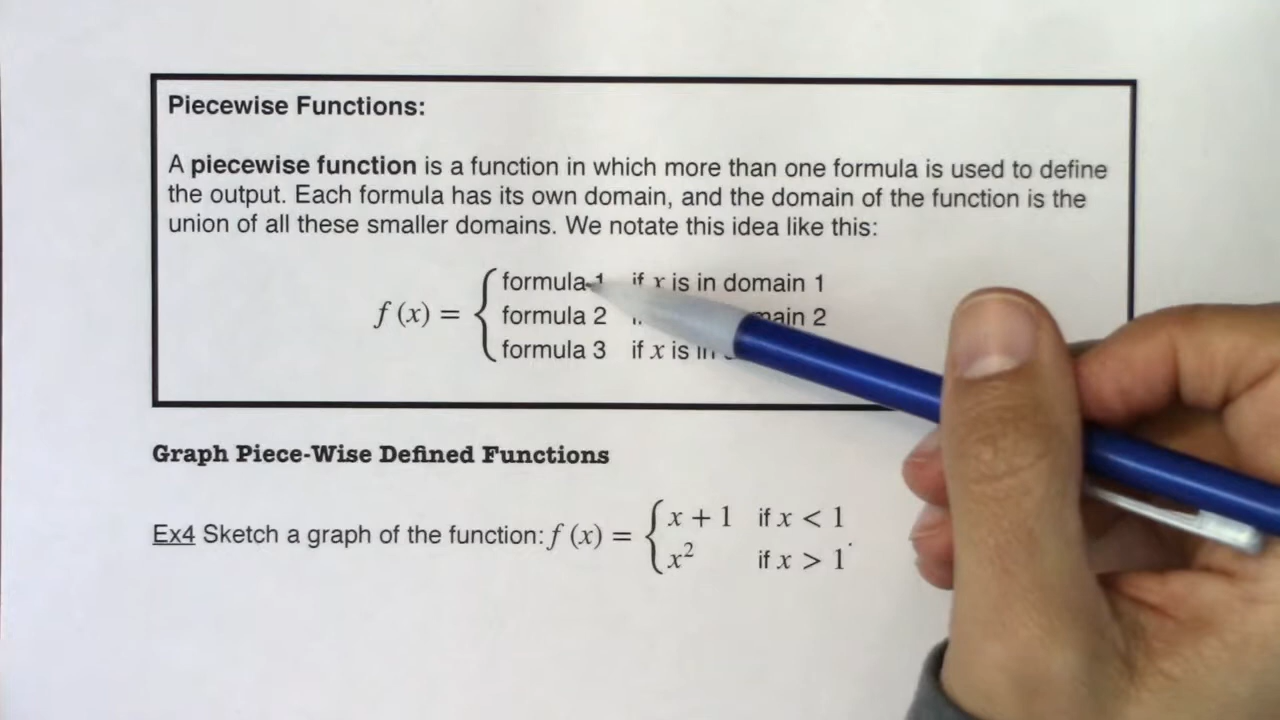 Piecewise Functions:
A piecewise function is a function in which more than one formula is used to define
the output. Each formula has its own domain, and the domain of the function is the
union of all these smaller domains. We notate this idea like this:
f (x) = { formula 1 if x is in domain 1
formula 2 2
formula 3 if x is in
Graph Piece-Wise Defined Functions
Ex4 Sketch a graph of the function: f (x) = { x + 1 if x < 1
x² if x > 1 .